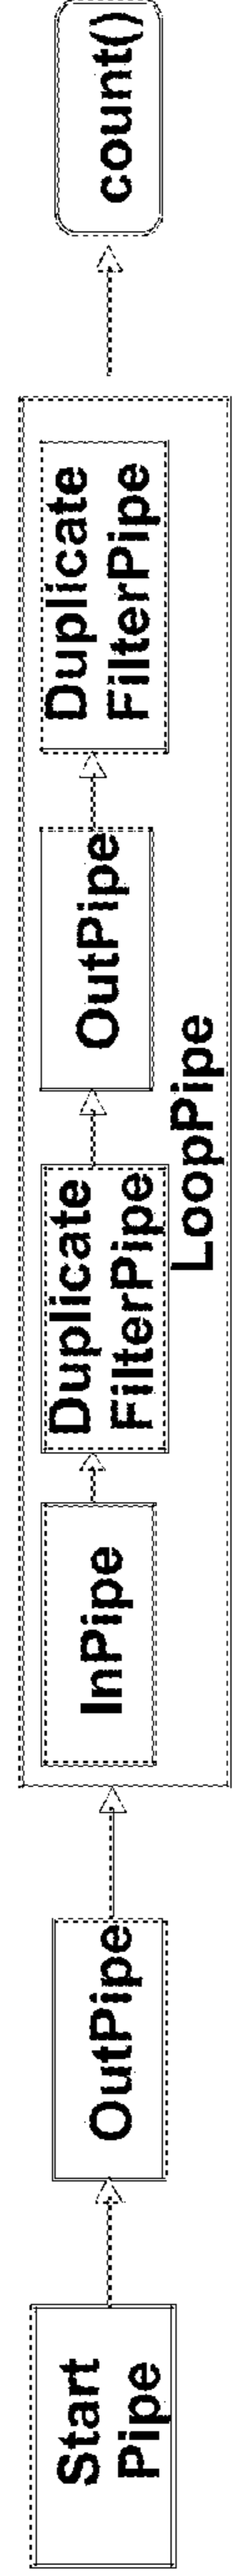 Start
Pipe
OutPipe
InPipe
Duplicate
FilterPipe
OutPipe
Duplicate
FilterPipe
LoopPipe
count()